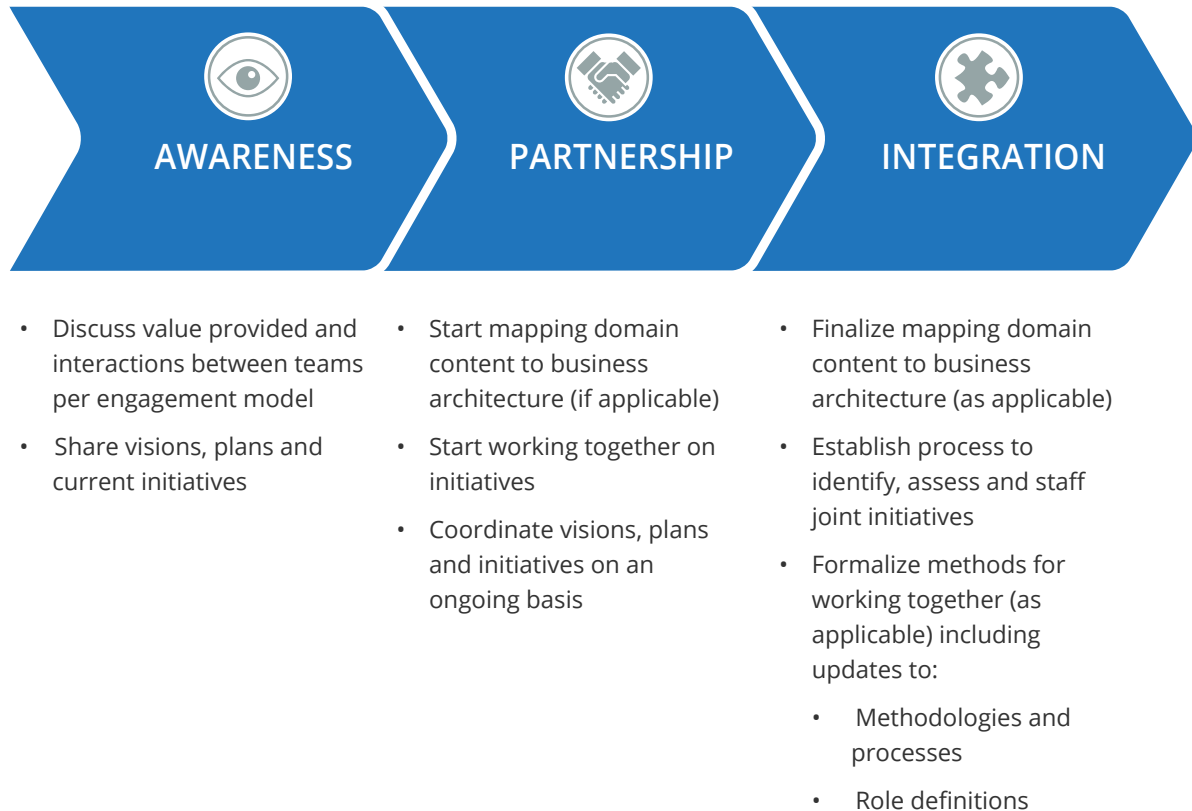 AWARENESS
PARTNERSHIP
INTEGRATION
• Discuss value provided and
interactions between teams
per engagement model
• Share visions, plans and
current initiatives
• Start mapping domain
content to business
architecture (if applicable)
• Start working together on
initiatives
• Coordinate visions, plans
and initiatives on an
ongoing basis
• Finalize mapping domain
content to business
architecture (as applicable)
• Establish process to
identify, assess and staff
joint initiatives
• Formalize methods for
working together (as
applicable) including
updates to:
• Methodologies and
processes
• Role definitions